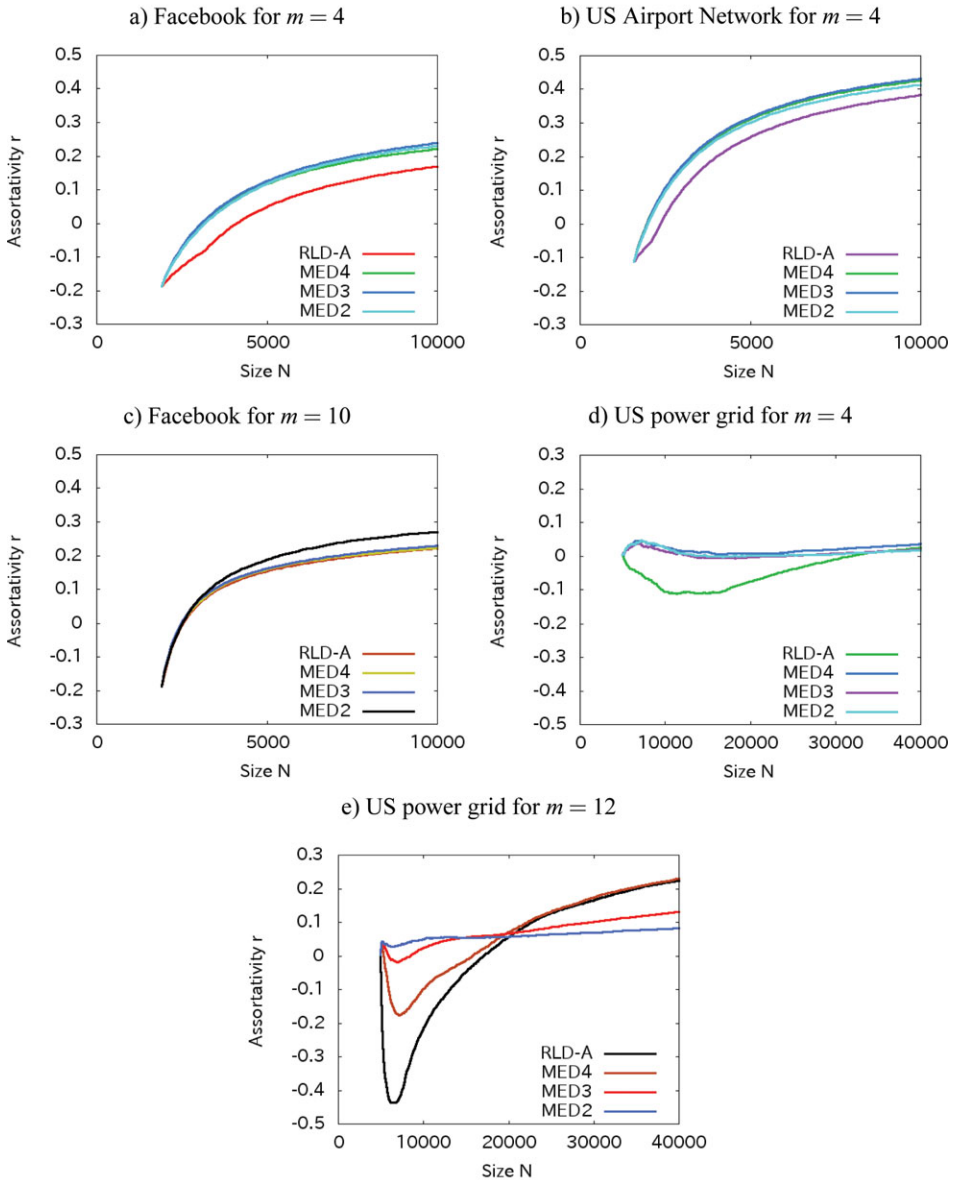 a) Facebook for m = 4
b) US Airport Network for m = 4
0.5
0.4
0.3
0.2
0.1
0
-0.1
-0.2
-0.3
Assortativity r
RLD-A
MED4
MED3
MED2
0
5000
10000
Size N
0.5
0.4
0.3
0.2
0.1
0
-0.1
-0.2
-0.3
Assortativity r
RLD-A
MED4
MED3
MED2
0
5000
10000
Size N
c) Facebook for m = 10
d) US power grid for m = 4
0.5
0.4
0.3
0.2
0.1
0
-0.1
-0.2
-0.3
Assortativity r
RLD-A
MED4
MED3
MED2
0
5000
10000
Size N
0.3
0.2
0.1
0
-0.1
-0.2
-0.3
-0.4
-0.5
Assortativity r
RLD-A
MED4
MED3
MED2
0
10000
20000
30000
40000
Size N
e) US power grid for m = 12
0.3
0.2
0.1
0
-0.1
-0.2
-0.3
-0.4
-0.5
Assortativity r
RLD-A
MED4
MED3
MED2
0
10000
20000
30000
40000
Size N